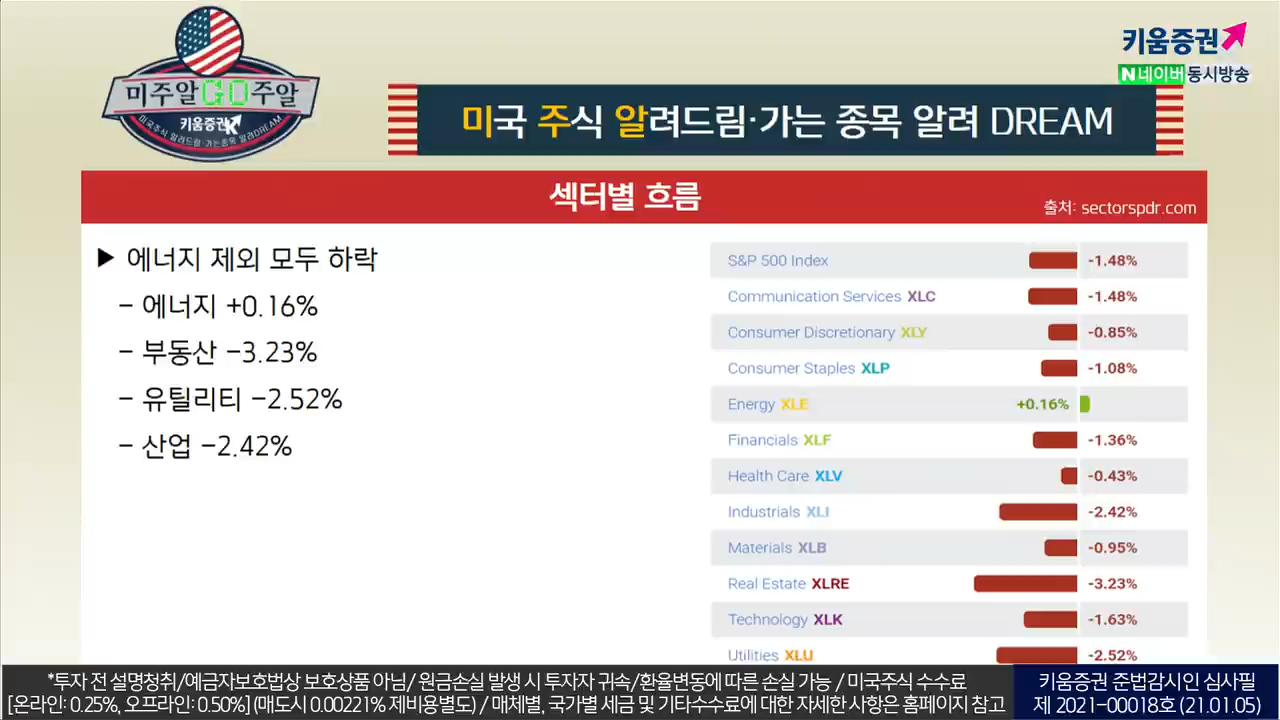 미주알GO주알
키움증권
미국주식 알려드림·가는종목 알려DREAM
키움증권
N네이버 동시방송
미국 주식 알려드림·가는 종목 알려 DREAM
섹터별 흐름
출처: sectorspdr.com
▶ 에너지 제외 모두 하락
- 에너지 +0.16%
- 부동산 -3.23%
- 유틸리티 -2.52%
- 산업 -2.42%
S&P 500 Index -1.48%
Communication Services XLC -1.48%
Consumer Discretionary XLY -0.85%
Consumer Staples XLP -1.08%
Energy XLE +0.16%
Financials XLF -1.36%
Health Care XLV -0.43%
Industrials XLI -2.42%
Materials XLB -0.95%
Real Estate XLRE -3.23%
Technology XLK -1.63%
Utilities XLU -2.52%
*투자 전 설명청취/예금자보호법상 보호상품 아님/ 원금손실 발생 시 투자자 귀속/환율변동에 따른 손실 가능 / 미국주식 수수료
[온라인: 0.25%, 오프라인: 0.50%] (매도시 0.00221% 제비용별도) / 매체별, 국가별 세금 및 기타수수료에 대한 자세한 사항은 홈페이지 참고
키움증권 준법감시인 심사필
제 2021-00018호 (21.01.05)